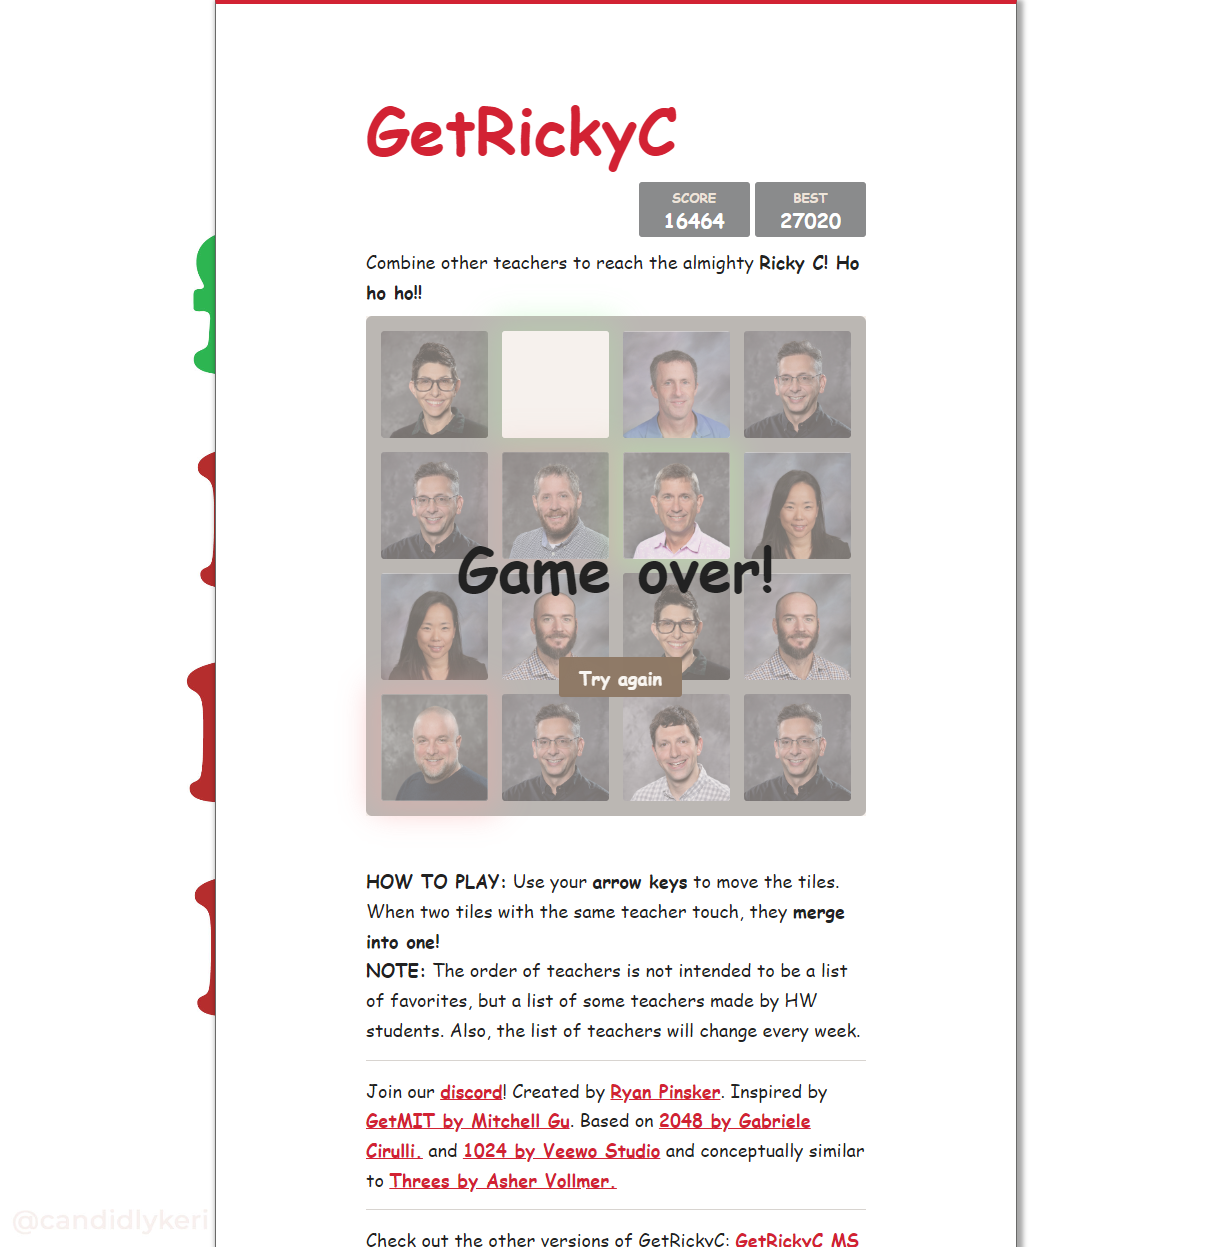 GetRickyC
SCORE BEST
16464 27020
Combine other teachers to reach the almighty Ricky C! Ho
ho ho!!
Game over!
Try again
HOW TO PLAY: Use your arrow keys to move the tiles.
When two tiles with the same teacher touch, they merge
into one!
NOTE: The order of teachers is not intended to be a list
of favorites, but a list of some teachers made by HW
students. Also, the list of teachers will change every week.
Join our discord! Created by Ryan Pinsker. Inspired by
GetMIT by Mitchell Gu. Based on 2048 by Gabriele
Cirulli. and 1024 by Veewo Studio and conceptually similar
to Threes by Asher Vollmer.
@candidlykeri
Check out the other versions of GetRickyC: GetRickyC MS